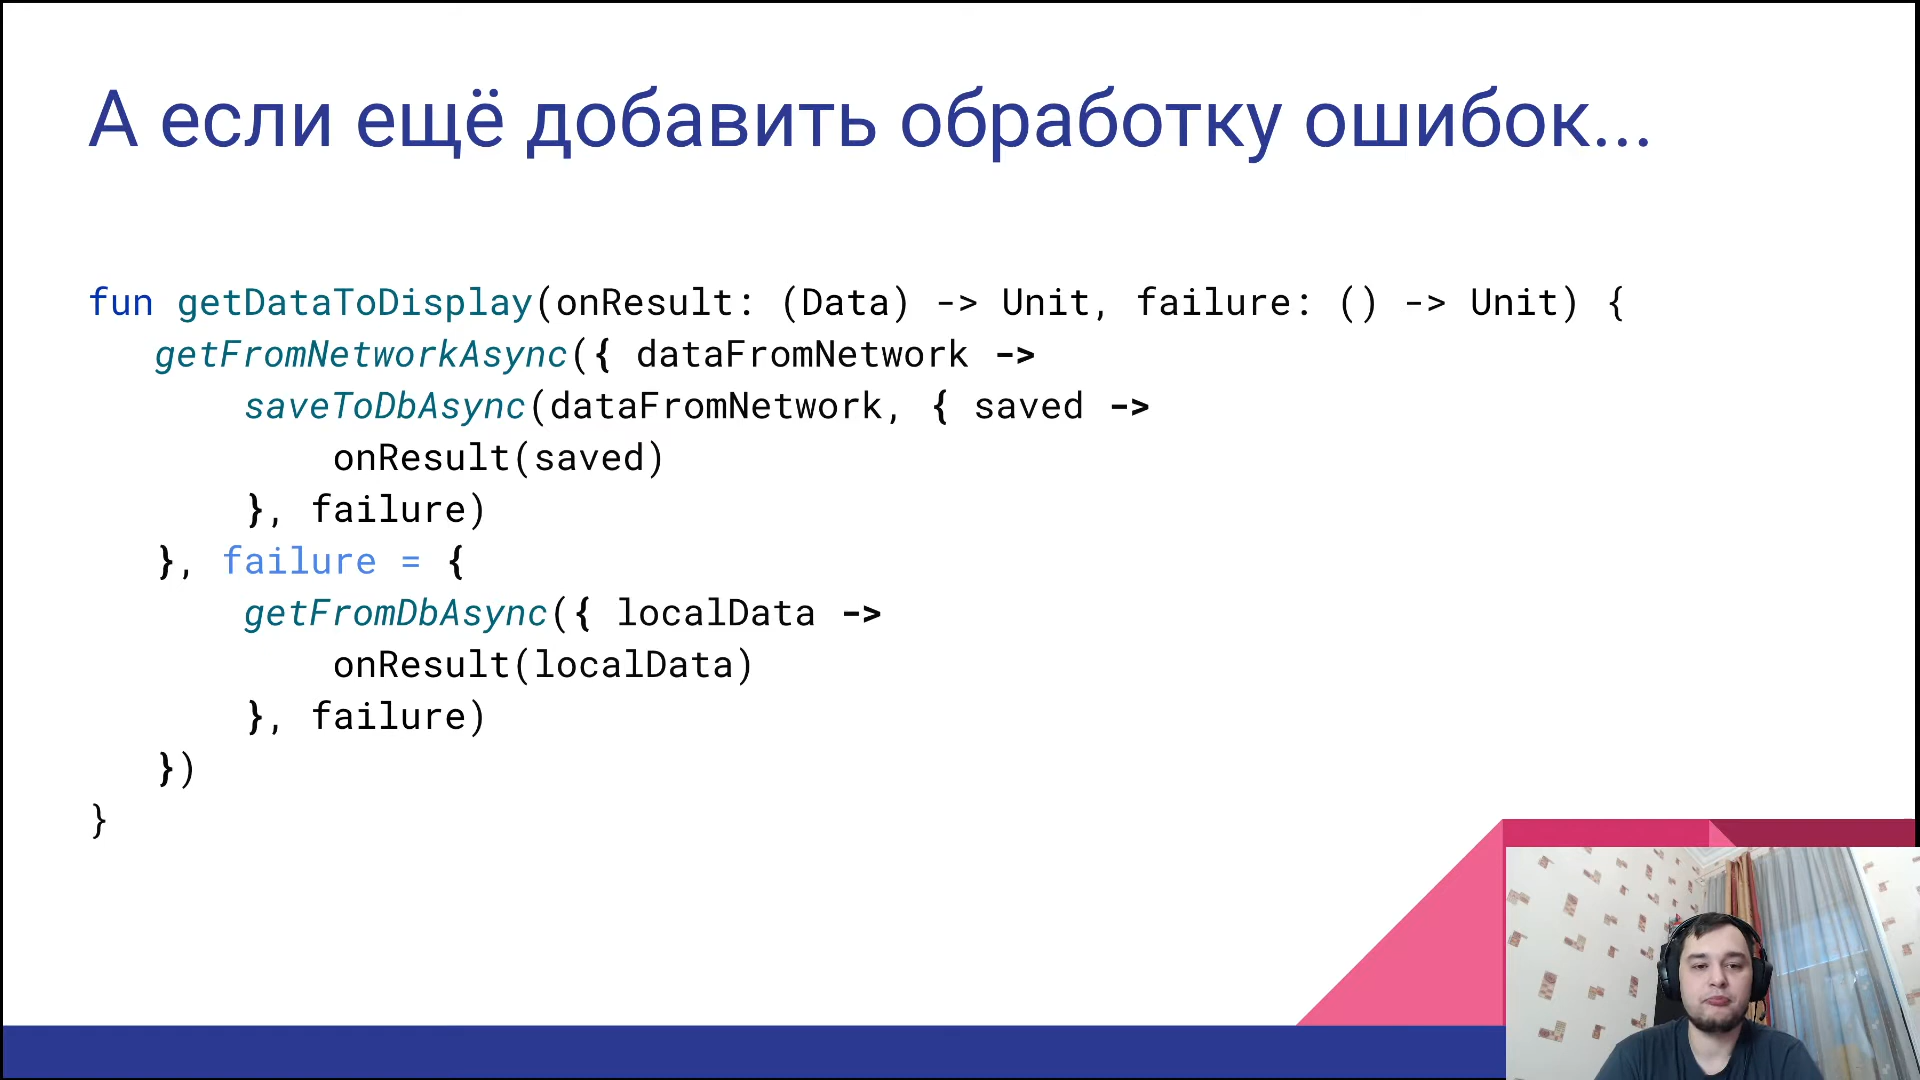 А если ещё добавить обработку ошибок...
fun getDataToDisplay(onResult: (Data) -> Unit, failure: () -> Unit) {
getFromNetworkAsync({ dataFromNetwork ->
saveToDbAsync(dataFromNetwork, { saved ->
onResult(saved)
}, failure)
}, failure = {
getFromDbAsync({ localData ->
onResult(localData)
}, failure)
})
}